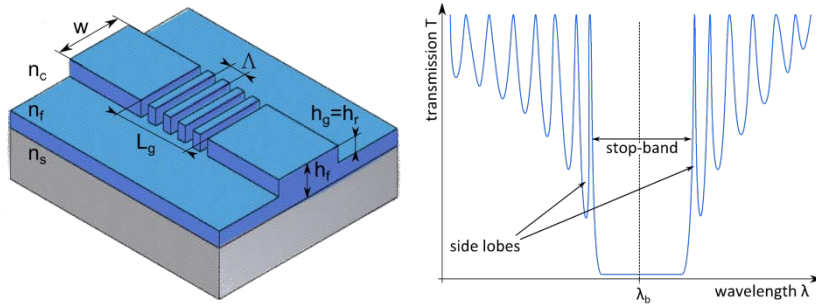 w
n_c
Λ
n_f
h_g=h_r
L_g
n_s
h_f
transmission T
stop-band
side lobes
λ_b
wavelength λ